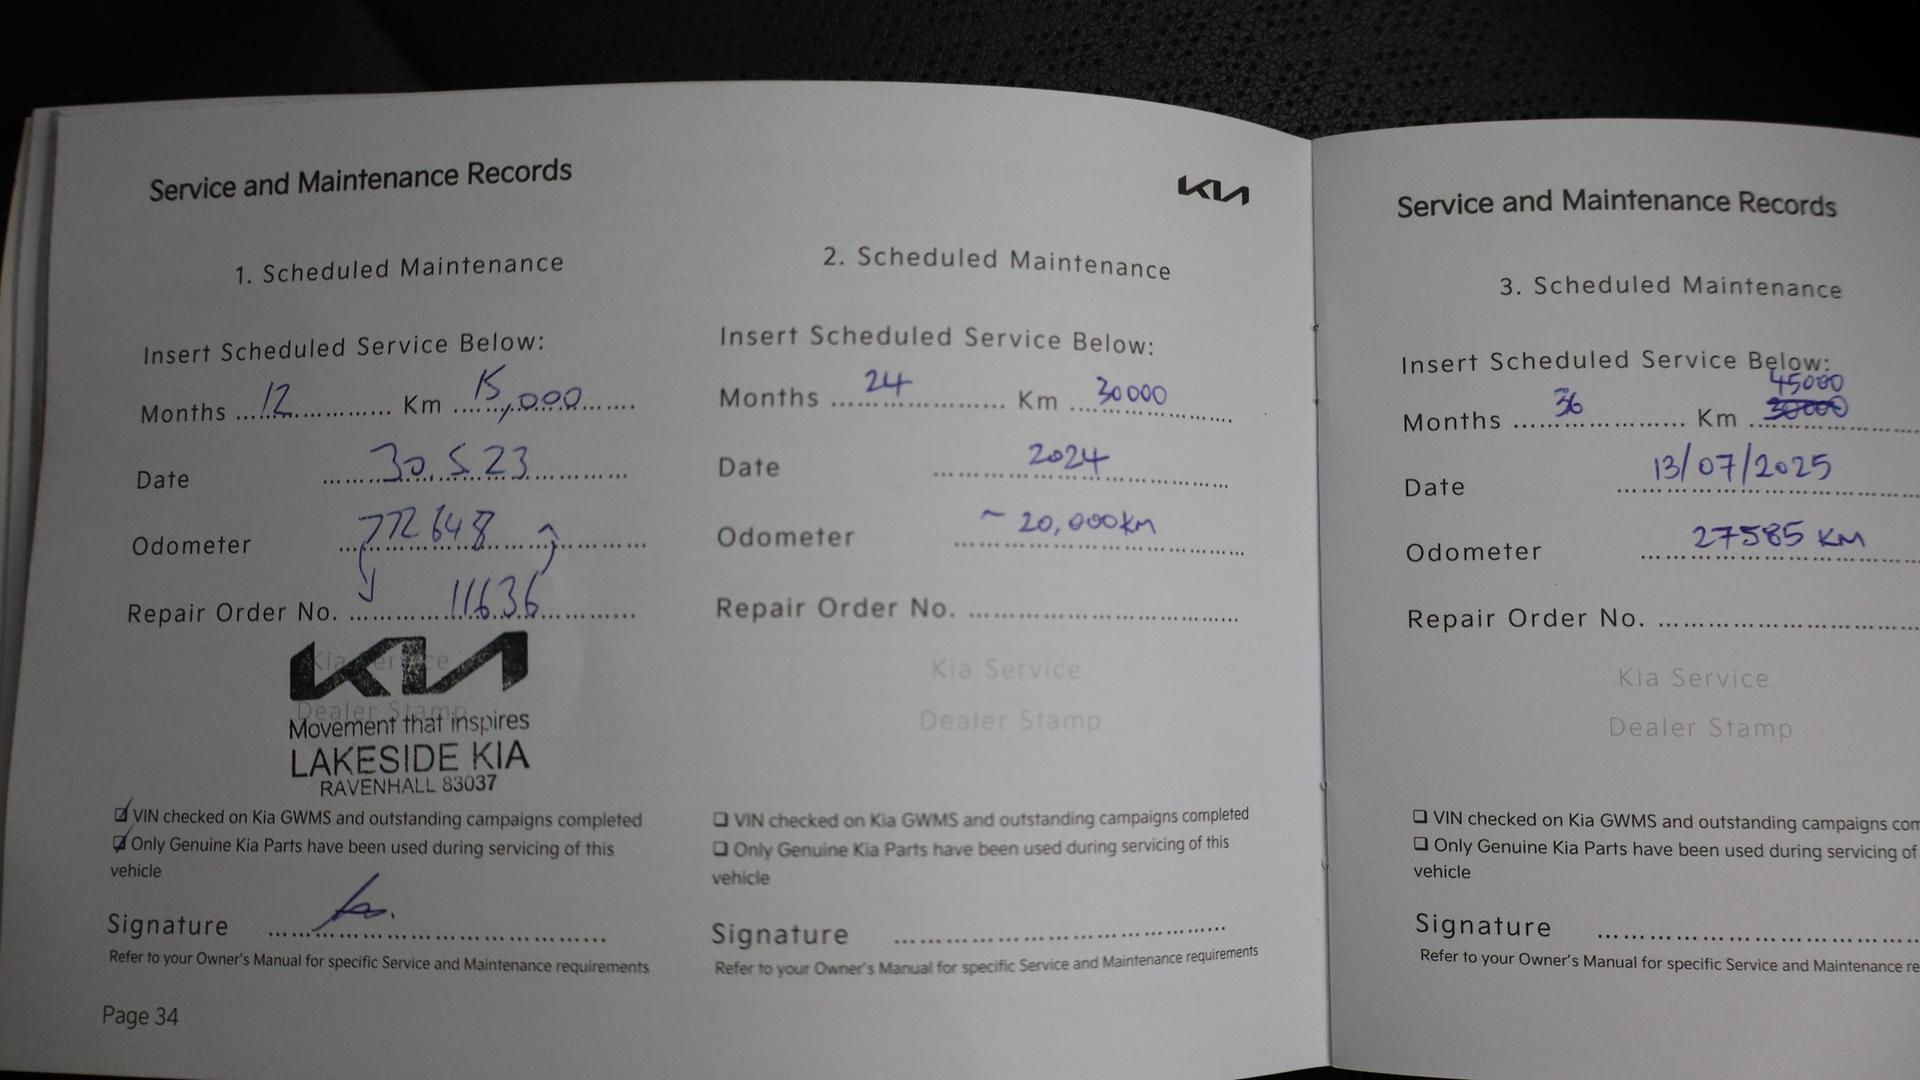 Service and Maintenance Records
KIA
1. Scheduled Maintenance
Insert Scheduled Service Below:
Months 12 Km 15,000
Date 30.5.23
Odometer 772648
Repair Order No. 11636
Kia Service
Dealer Stamp
KIA
Movement that inspires
LAKESIDE KIA
RAVENHALL 83037
VIN checked on Kia GWMS and outstanding campaigns completed
Only Genuine Kia Parts have been used during servicing of this
vehicle
Signature
Refer to your Owner's Manual for specific Service and Maintenance requirements
Page 34
2. Scheduled Maintenance
Insert Scheduled Service Below:
Months 24 Km 30000
Date 2024
Odometer ~ 20,000KM
Repair Order No.
Kia Service
Dealer Stamp
VIN checked on Kia GWMS and outstanding campaigns completed
Only Genuine Kia Parts have been used during servicing of this
vehicle
Signature
Refer to your Owner's Manual for specific Service and Maintenance requirements
Service and Maintenance Records
3. Scheduled Maintenance
Insert Scheduled Service Below:
45000
Months 36 Km 30000
Date 13/07/2025
Odometer 27585 KM
Repair Order No.
Kia Service
Dealer Stamp
VIN checked on Kia GWMS and outstanding campaigns com
Only Genuine Kia Parts have been used during servicing of
vehicle
Signature
Refer to your Owner's Manual for specific Service and Maintenance re